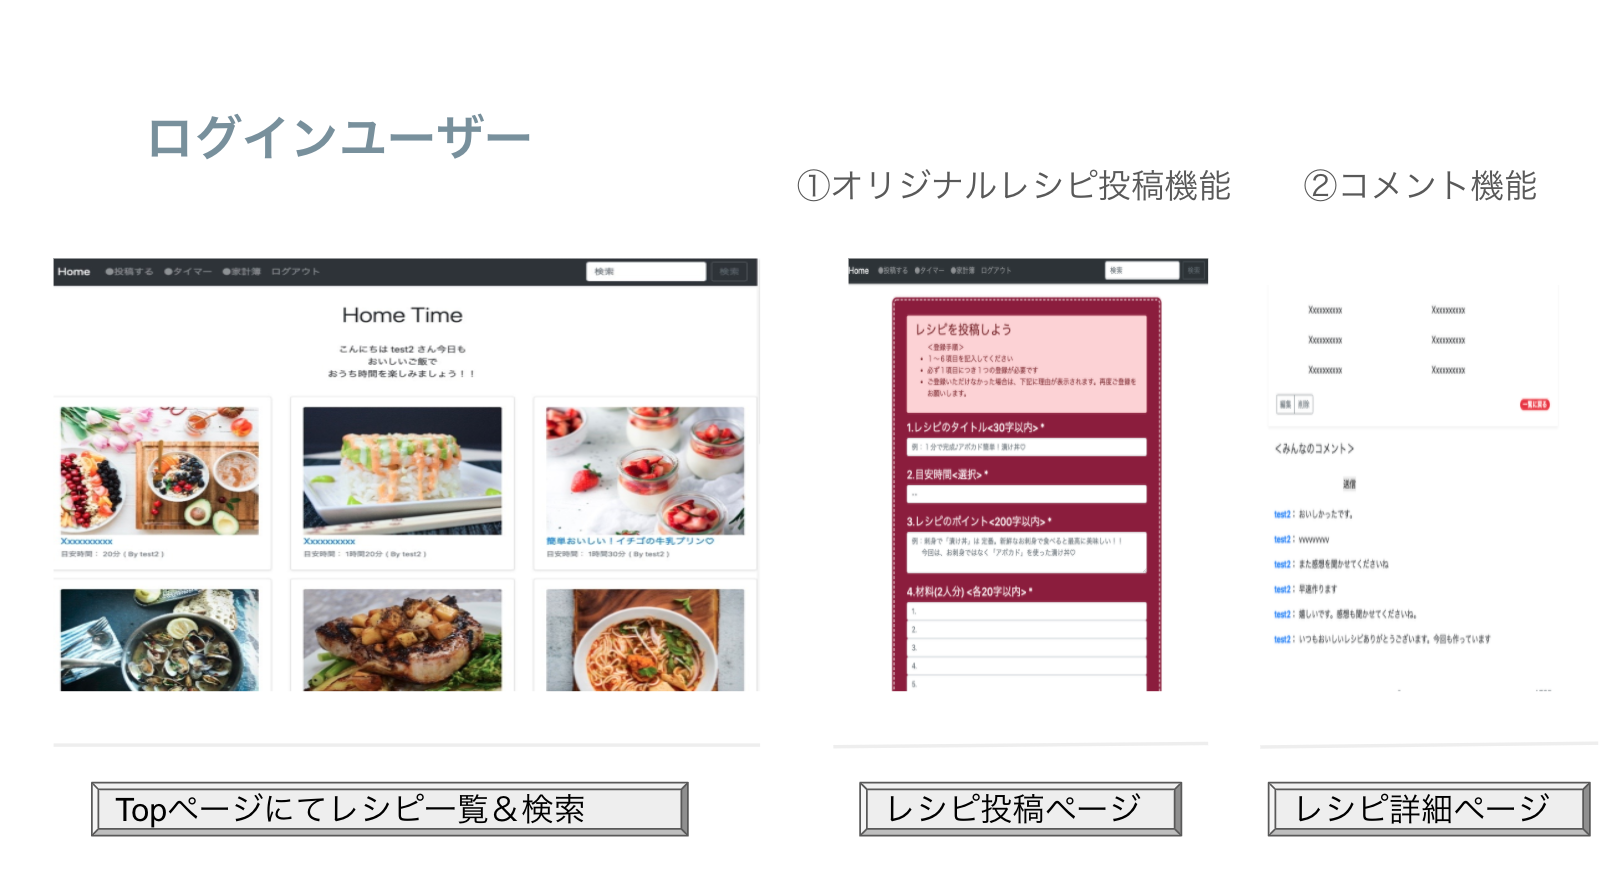 ログインユーザー
①オリジナルレシピ投稿機能
②コメント機能
Home ●投稿する ●タイマー ●家計簿 ログアウト 検索 検索
Home Time
こんにちは test2 さん今日も
おいしいご飯で
おうち時間を楽しみましょう！！
Xxxxxxxxxx
目安時間： 20分 ( By test2 )
Xxxxxxxxxx
目安時間： 1時間20分 ( By test2 )
簡単おいしい！イチゴの牛乳プリン♡
目安時間： 1時間30分 ( By test2 )
Home ●投稿する ●タイマー ●家計簿 ログアウト 検索 検索
レシピを投稿しよう
＜登録手順＞
• １〜６項目を記入してください
• 必ず１項目につき１つの登録が必要です
• ご登録いただけなかった場合は、下記に理由が表示されます。再度ご登録を
お願いします。
1.レシピのタイトル<30字以内> *
例：１分で完成/アボカド簡単！漬け丼♡
2.目安時間<選択> *
--
3.レシピのポイント<200字以内> *
例：刺身で「漬け丼」は 定番。新鮮なお刺身で食べると最高に美味しい！！
今回は、お刺身ではなく「アボカド」を使った漬け丼♡
4.材料(2人分) <各20字以内> *
1.
2.
3.
4.
5.
Xxxxxxxxxx Xxxxxxxxxx
Xxxxxxxxxx Xxxxxxxxxx
Xxxxxxxxxx Xxxxxxxxxx
編集 削除 一覧に戻る
＜みんなのコメント＞
送信
test2： おいしかったです。
test2： vwwwww
test2： また感想を聞かせてくださいね
test2： 早速作ります
test2： 嬉しいです。感想も聞かせてくださいね。
test2： いつもおいしいレシピありがとうございます。今回も作っています
Topページにてレシピ一覧＆検索
レシピ投稿ページ
レシピ詳細ページ